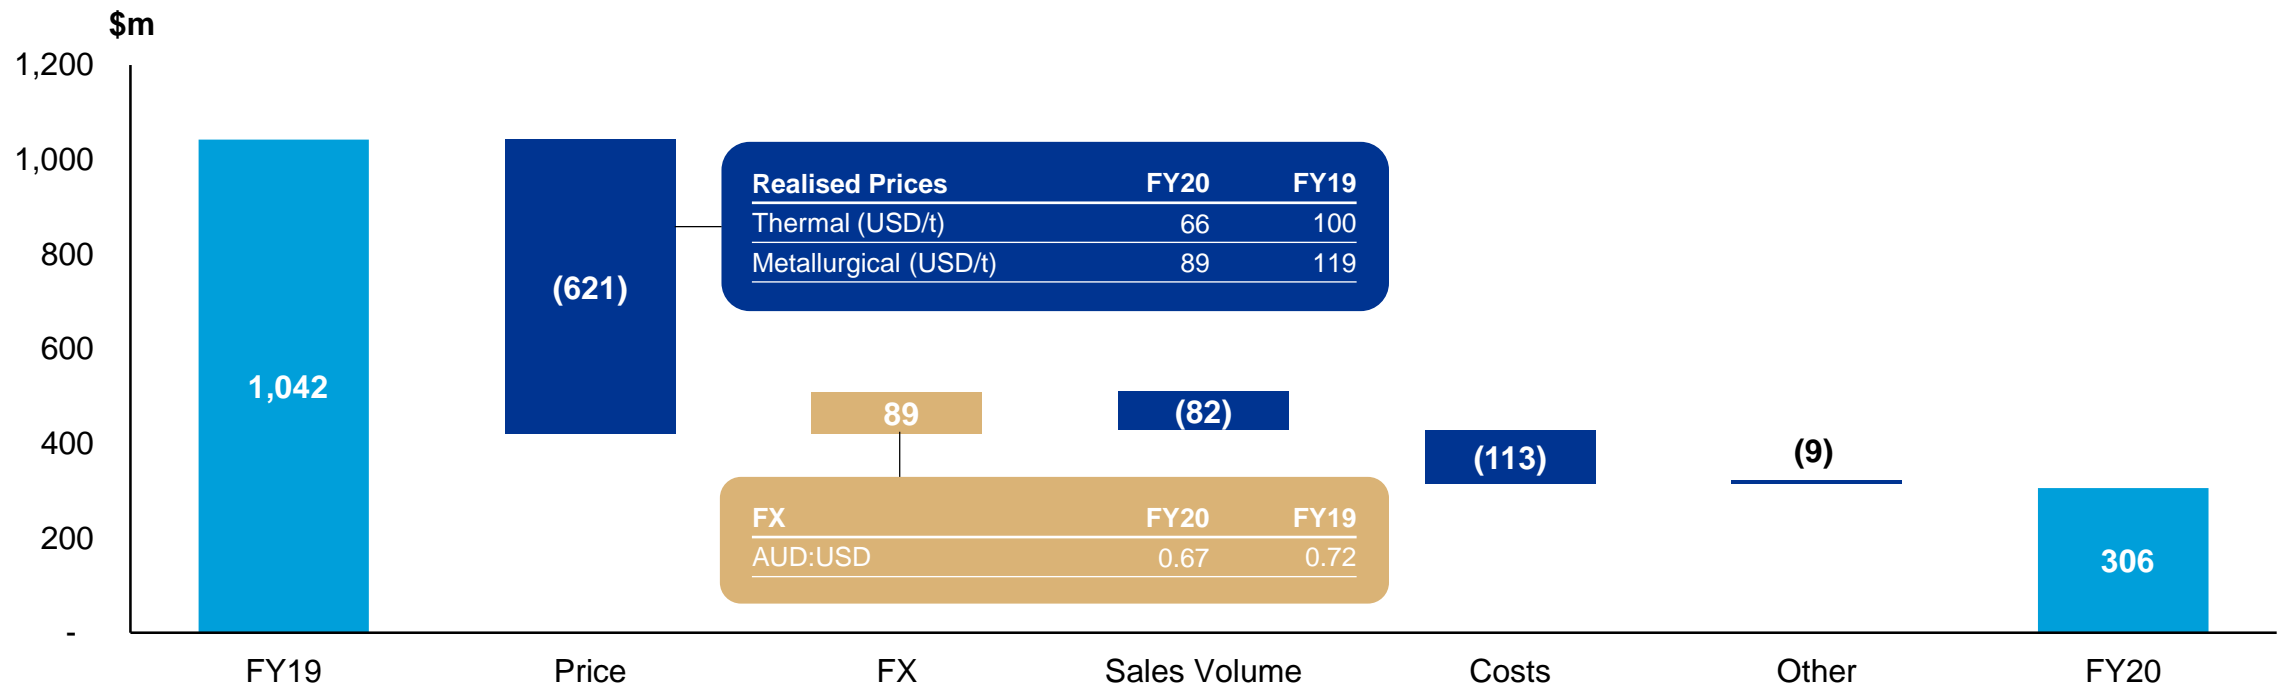 $m
1,200
1,000
800
600
400
200
-
1,042
(621)
Realised Prices FY20 FY19
Thermal (USD/t) 66 100
Metallurgical (USD/t) 89 119
89
FX FY20 FY19
AUD:USD 0.67 0.72
(82)
(113)
(9)
306
FY19 Price FX Sales Volume Costs Other FY20